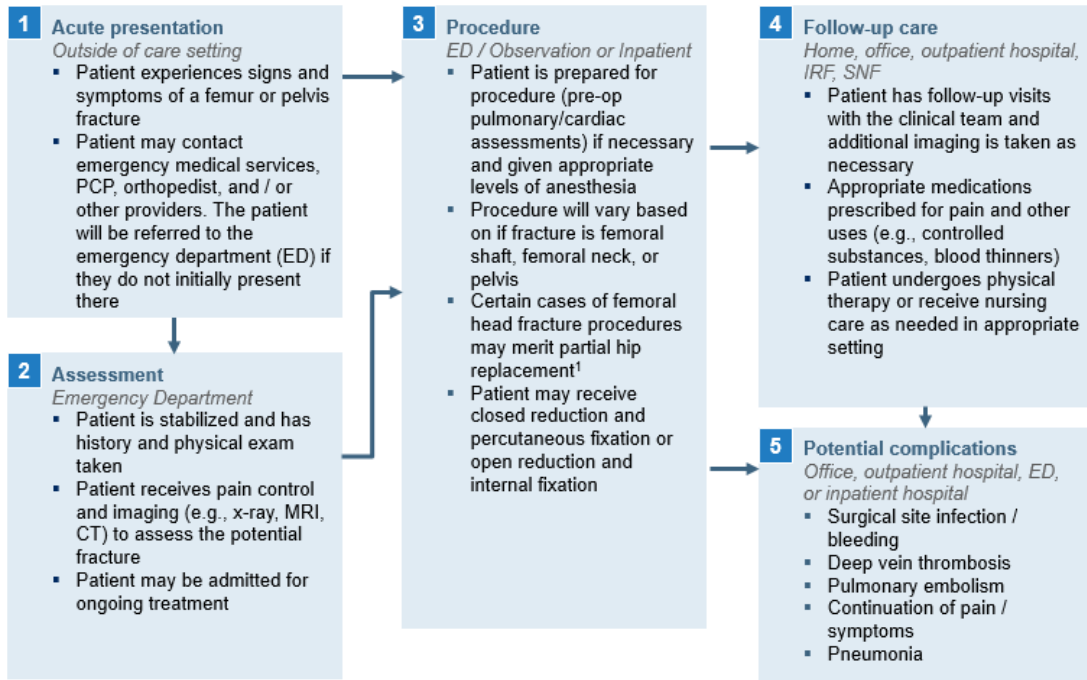 1
Acute presentation
Outside of care setting
▪ Patient experiences signs and
symptoms of a femur or pelvis
fracture
▪ Patient may contact
emergency medical services,
PCP, orthopedist, and / or
other providers. The patient
will be referred to the
emergency department (ED) if
they do not initially present
there
2
Assessment
Emergency Department
▪ Patient is stabilized and has
history and physical exam
taken
▪ Patient receives pain control
and imaging (e.g., x-ray, MRI,
CT) to assess the potential
fracture
▪ Patient may be admitted for
ongoing treatment
3
Procedure
ED / Observation or Inpatient
▪ Patient is prepared for
procedure (pre-op
pulmonary/cardiac
assessments) if necessary
and given appropriate
levels of anesthesia
▪ Procedure will vary based
on if fracture is femoral
shaft, femoral neck, or
pelvis
▪ Certain cases of femoral
head fracture procedures
may merit partial hip
replacement¹
▪ Patient may receive
closed reduction and
percutaneous fixation or
open reduction and
internal fixation
4
Follow-up care
Home, office, outpatient hospital,
IRF, SNF
▪ Patient has follow-up visits
with the clinical team and
additional imaging is taken as
necessary
▪ Appropriate medications
prescribed for pain and other
uses (e.g., controlled
substances, blood thinners)
▪ Patient undergoes physical
therapy or receive nursing
care as needed in appropriate
setting
5
Potential complications
Office, outpatient hospital, ED,
or inpatient hospital
▪ Surgical site infection /
bleeding
▪ Deep vein thrombosis
▪ Pulmonary embolism
▪ Continuation of pain /
symptoms
▪ Pneumonia